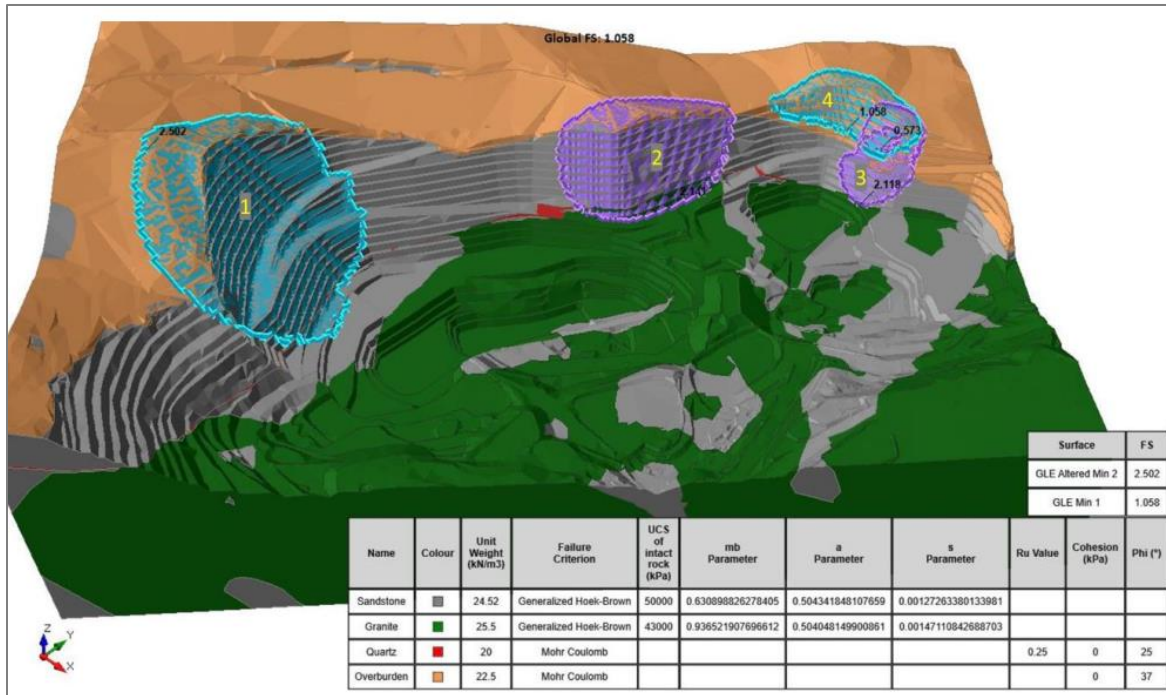 Global FS: 1.058
4
2.502
1.058
0.573
2
3
1
2.118
Surface FS
GLE Altered Min 2 2.502
GLE Min 1 1.058
Name Colour Unit Weight (kN/m3) Failure Criterion UCS of intact rock (kPa) mb Parameter a Parameter s Parameter Ru Value Cohesion (kPa) Phi (°)
Sandstone 24.52 Generalized Hoek-Brown 50000 0.630898826278405 0.504341848107659 0.00127263380133981
Granite 25.5 Generalized Hoek-Brown 43000 0.936521907696612 0.504048149900861 0.00147110842688703
Quartz 20 Mohr Coulomb 0.25 0 25
Overburden 22.5 Mohr Coulomb 0 37
Z
Y
X